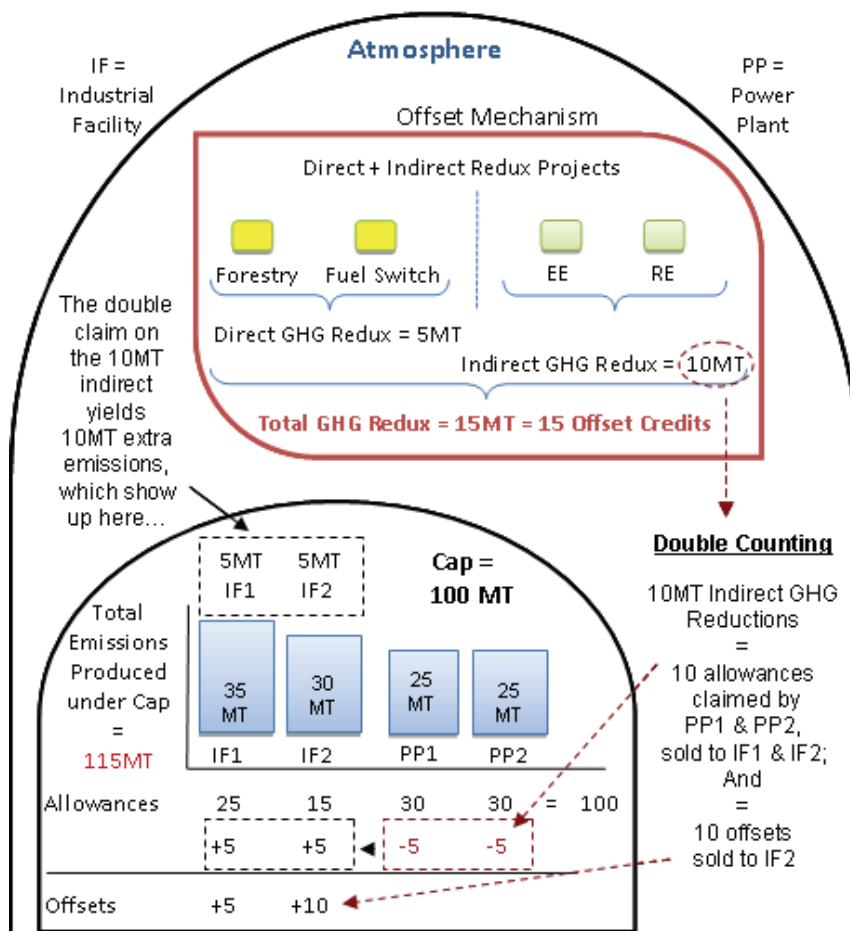 Atmosphere
IF =
Industrial
Facility
PP =
Power
Plant
Offset Mechanism
Direct + Indirect Redux Projects
Forestry Fuel Switch EE RE
Direct GHG Redux = 5MT
Indirect GHG Redux = 10MT
Total GHG Redux = 15MT = 15 Offset Credits
The double
claim on
the 10MT
indirect
yields
10MT extra
emissions,
which show
up here...
Double Counting
10MT Indirect GHG
Reductions
=
10 allowances
claimed by
PP1 & PP2,
sold to IF1 & IF2;
And
=
10 offsets
sold to IF2
5MT 5MT
IF1 IF2
Cap =
100 MT
Total
Emissions
Produced
under Cap
=
115MT
35
MT
30
MT
25
MT
25
MT
IF1 IF2 PP1 PP2
Allowances 25 15 30 30 = 100
+5 +5 -5 -5
Offsets +5 +10